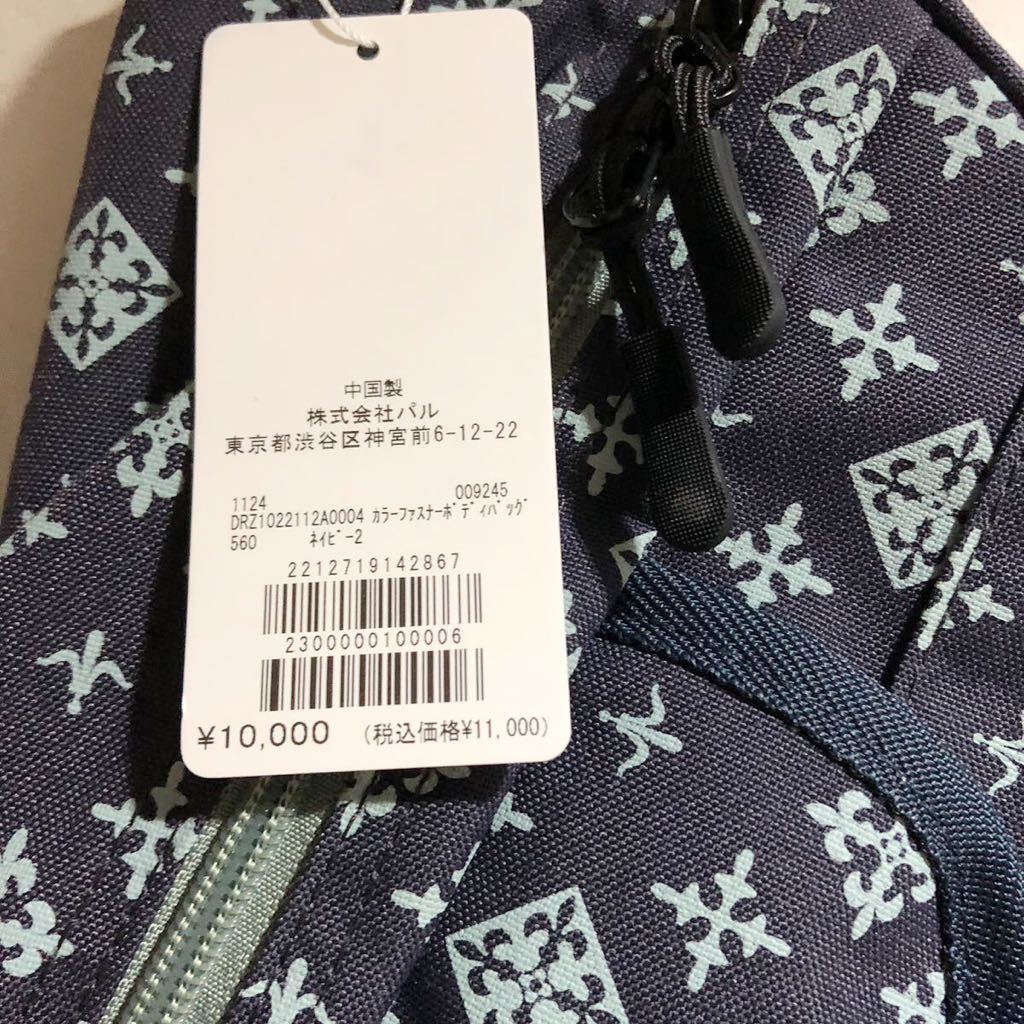 中国製
株式会社パル
東京都渋谷区神宮前6-12-22
1124 009245
DRZ1022112A0004 ｶﾗｰﾌｧｽﾅｰﾎﾞﾃﾞｨﾊﾞｯｸﾞ
560 ﾈｲﾋﾞｰ2
2212719142867
2300000100006
¥10,000 (税込価格¥11,000)